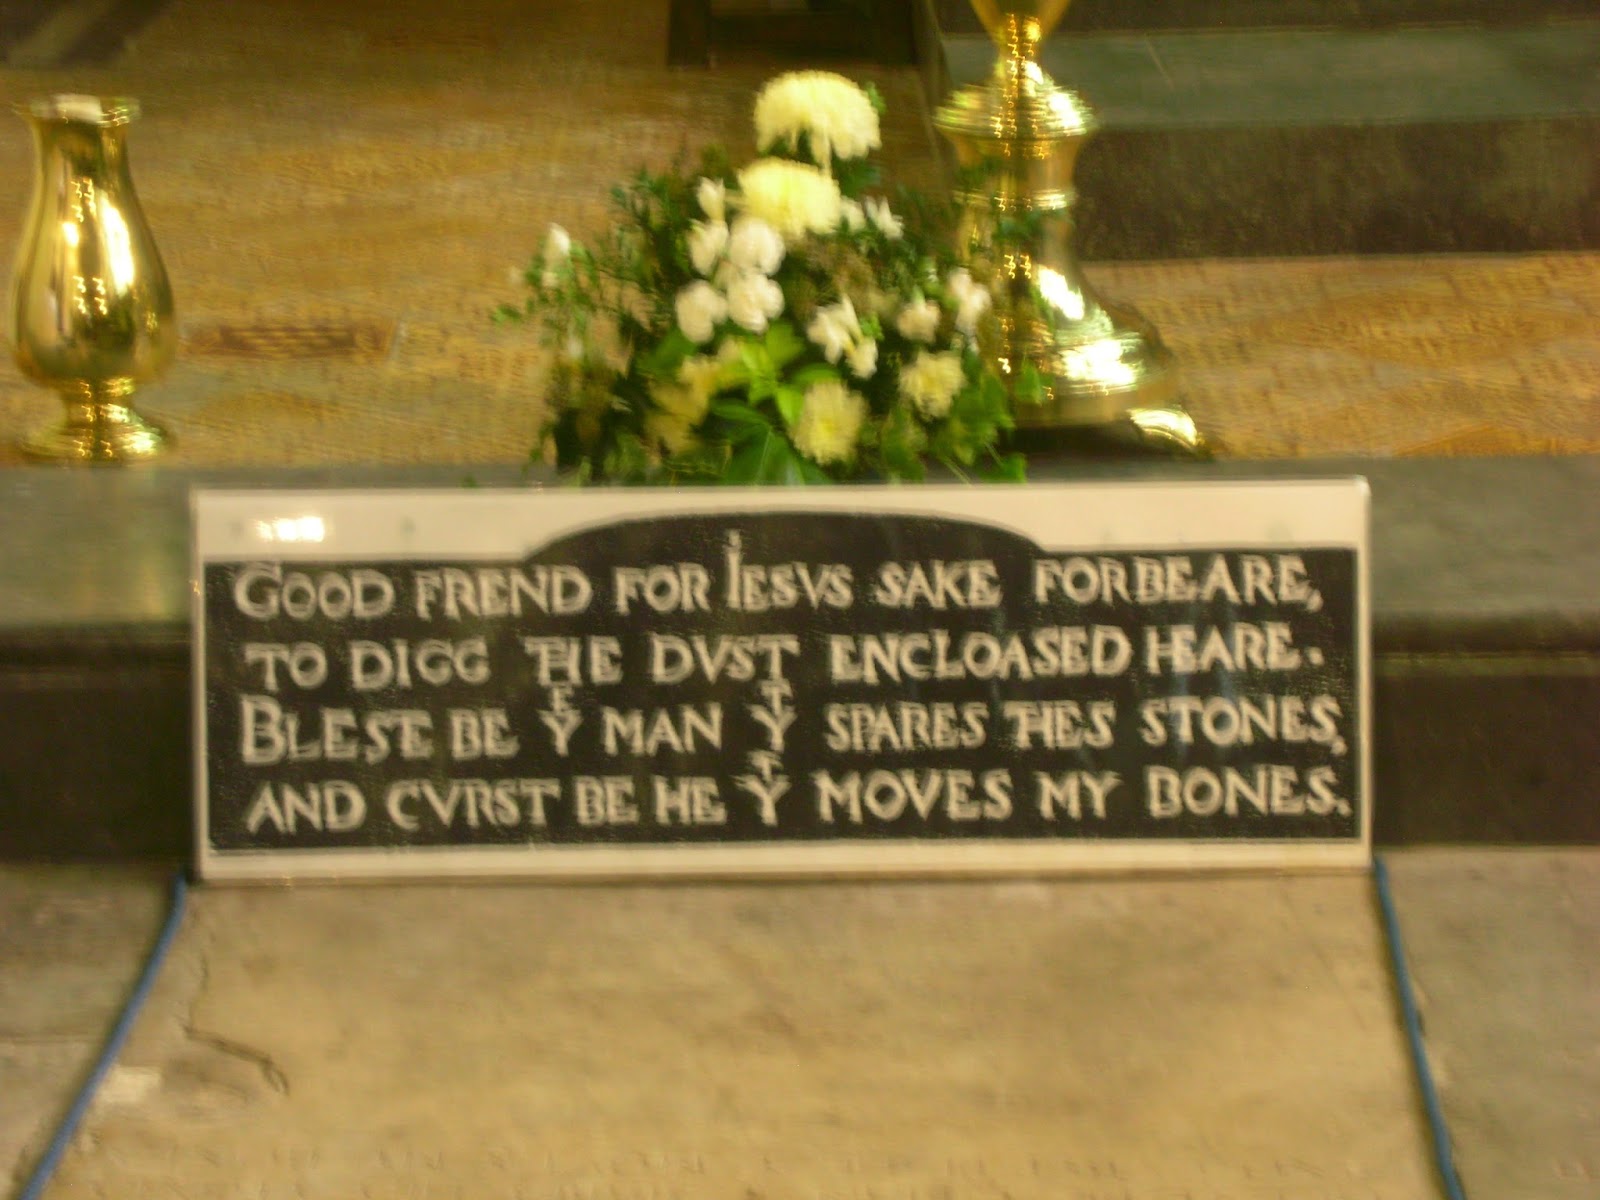 GOOD FREND FOR IESVS SAKE FORBEARE,
TO DIGG THE DVST ENCLOASED HEARE.
BLESE BE Yᴱ MAN Yᵀ SPARES THES STONES,
AND CVRST BE HE Yᵀ MOVES MY BONES.